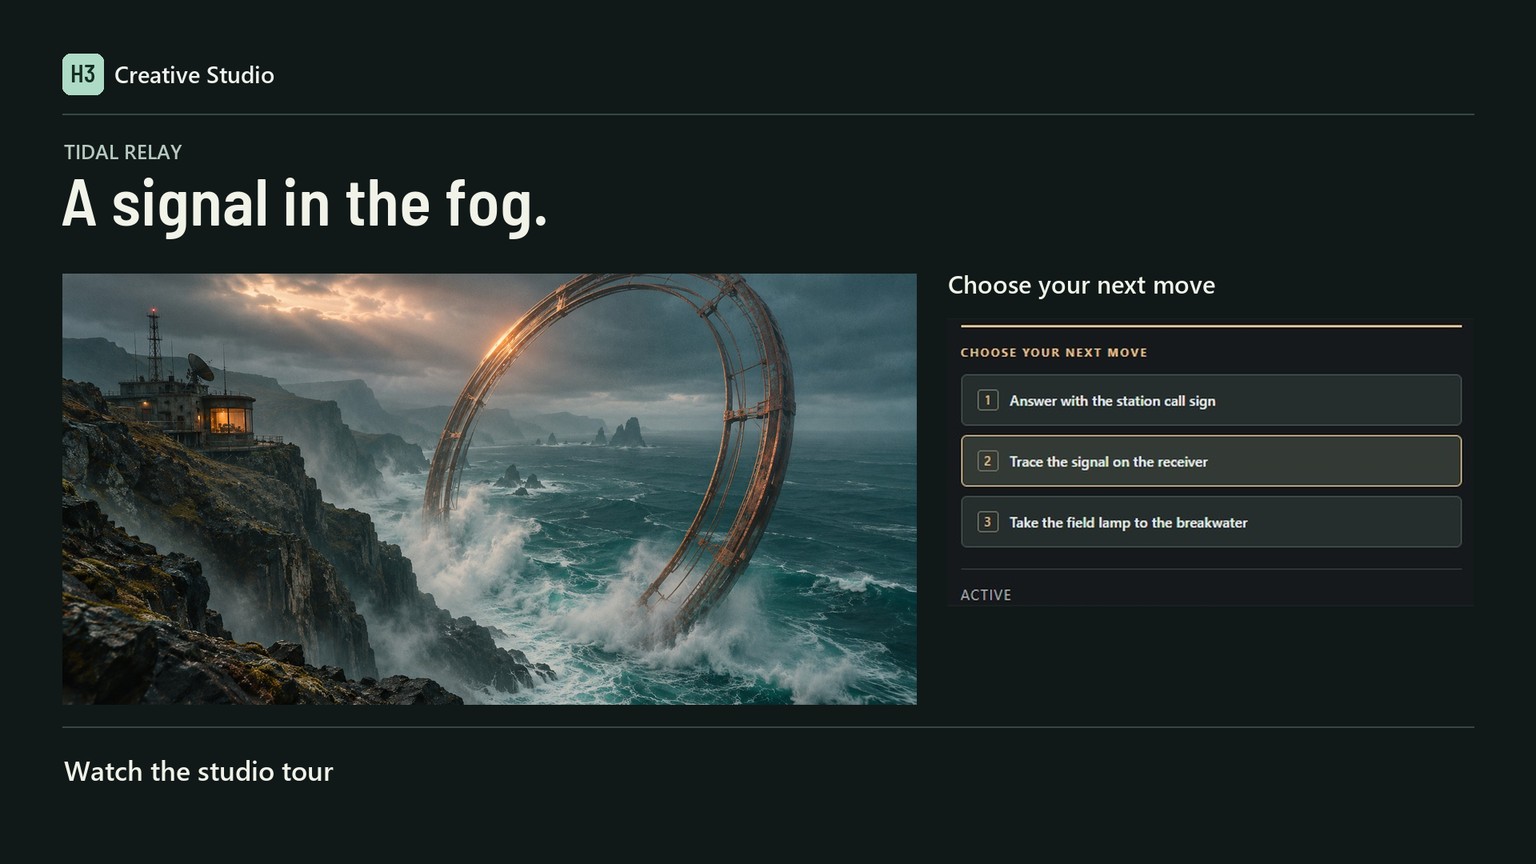 H3 Creative Studio
TIDAL RELAY
A signal in the fog.
Choose your next move
CHOOSE YOUR NEXT MOVE
1 Answer with the station call sign
2 Trace the signal on the receiver
3 Take the field lamp to the breakwater
ACTIVE
Watch the studio tour